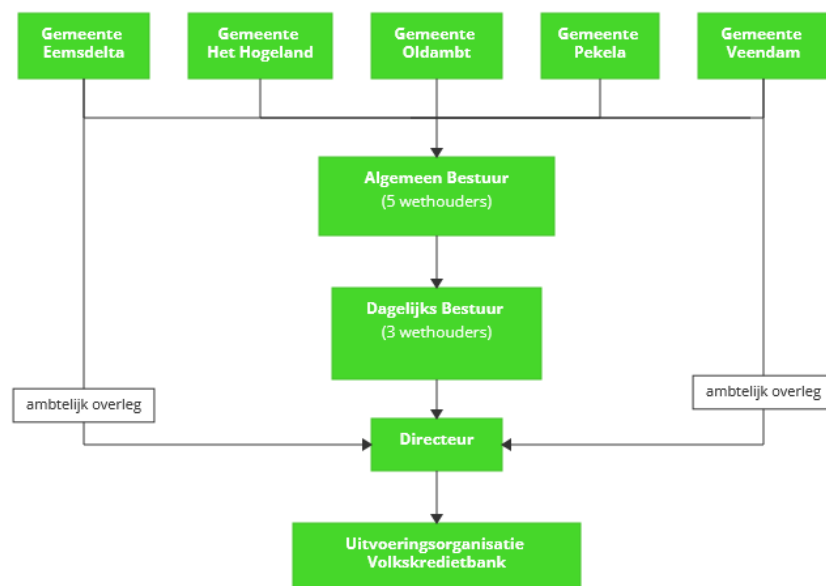 Gemeente
Eemsdelta
Gemeente
Het Hogeland
Gemeente
Oldambt
Gemeente
Pekela
Gemeente
Veendam
Algemeen Bestuur
(5 wethouders)
Dagelijks Bestuur
(3 wethouders)
ambtelijk overleg
ambtelijk overleg
Directeur
Uitvoeringsorganisatie
Volkskredietbank